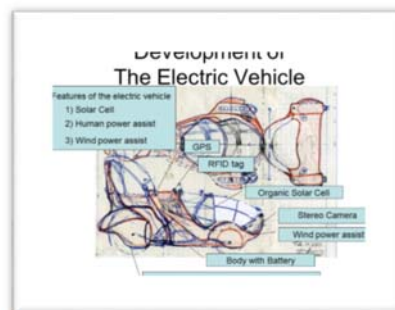 Development of
The Electric Vehicle
Features of the electric vehicle
1) Solar Cell
2) Human power assist
3) Wind power assist
GPS
RFID tag
Organic Solar Cell
Stereo Camera
Wind power assist
Body with Battery